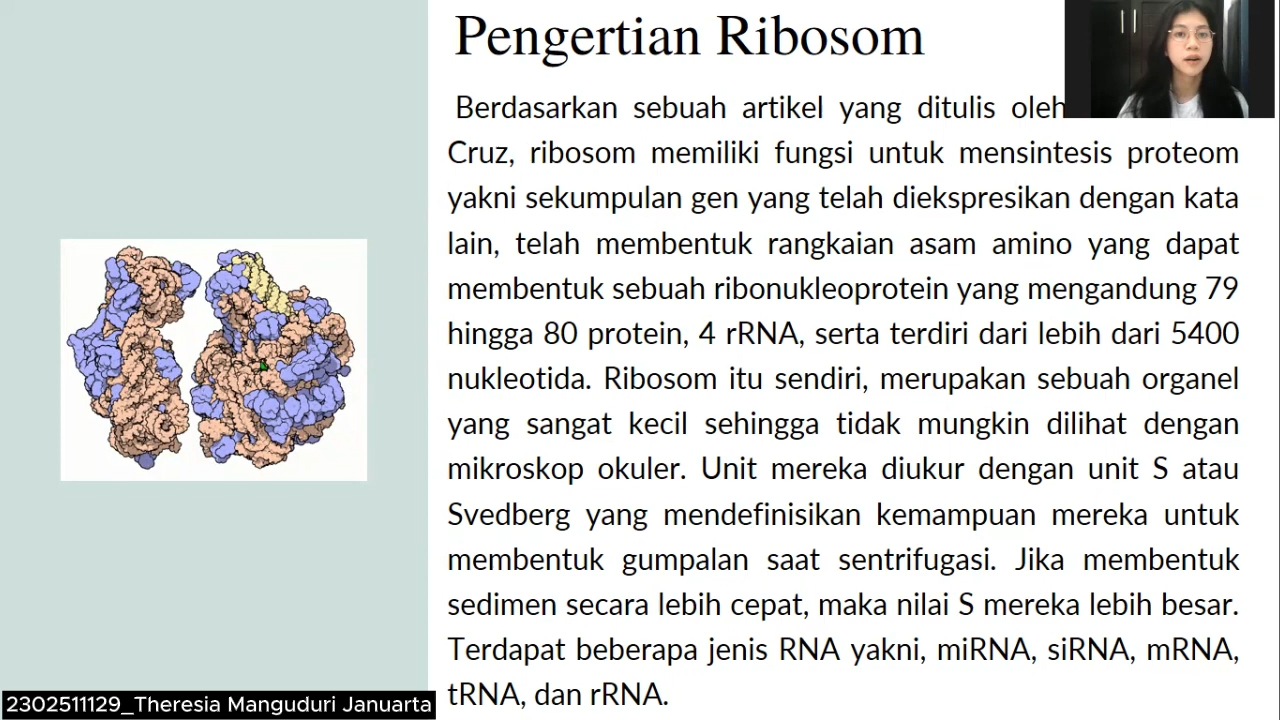 Pengertian Ribosom
Berdasarkan sebuah artikel yang ditulis oleh
Cruz, ribosom memiliki fungsi untuk mensintesis proteom
yakni sekumpulan gen yang telah diekspresikan dengan kata
lain, telah membentuk rangkaian asam amino yang dapat
membentuk sebuah ribonukleoprotein yang mengandung 79
hingga 80 protein, 4 rRNA, serta terdiri dari lebih dari 5400
nukleotida. Ribosom itu sendiri, merupakan sebuah organel
yang sangat kecil sehingga tidak mungkin dilihat dengan
mikroskop okuler. Unit mereka diukur dengan unit S atau
Svedberg yang mendefinisikan kemampuan mereka untuk
membentuk gumpalan saat sentrifugasi. Jika membentuk
sedimen secara lebih cepat, maka nilai S mereka lebih besar.
Terdapat beberapa jenis RNA yakni, miRNA, siRNA, mRNA,
tRNA, dan rRNA.
2302511129_Theresia Manguduri Januarta